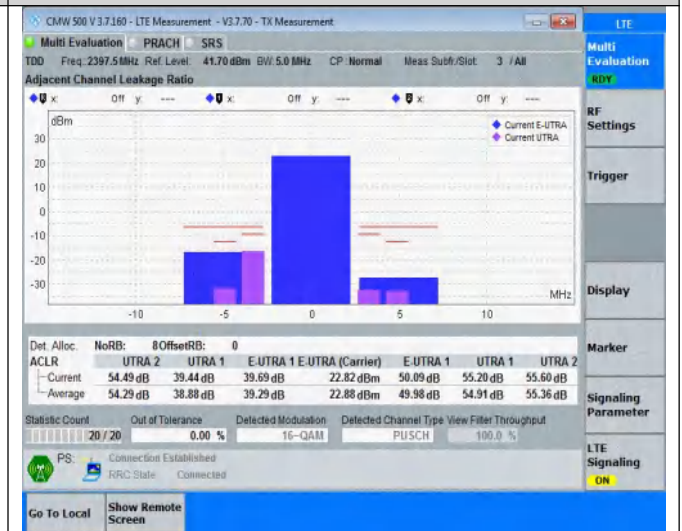 CMW 500 V 3.7.160 - LTE Measurement - V3.7.70 - TX Measurement
LTE
Multi Evaluation PRACH SRS
Multi Evaluation
RDY
TDD Freq.:2397.5 MHz Ref. Level: 41.70 dBm BW: 5.0 MHz CP :Normal Meas Subfr./Slot: 3 /All
Adjacent Channel Leakage Ratio
x: Off y: --- x: Off y: --- x: Off y: ---
dBm
Current E-UTRA
Current UTRA
30
20
10
0
-10
-20
-30
MHz
-10 -5 0 5 10
RF Settings
Trigger
Display
Marker
Signaling Parameter
LTE Signaling
ON
Det. Alloc. NoRB: 8OffsetRB: 0
ACLR UTRA 2 UTRA 1 E-UTRA 1 E-UTRA (Carrier) E-UTRA 1 UTRA 1 UTRA 2
Current 54.49 dB 39.44 dB 39.69 dB 22.82 dBm 50.09 dB 55.20 dB 55.60 dB
Average 54.29 dB 38.88 dB 39.29 dB 22.88 dBm 49.98 dB 54.91 dB 55.36 dB
Statistic Count Out of Tolerance Detected Modulation Detected Channel Type View Filter Throughput
20 / 20 0.00 % 16-QAM PUSCH 100.0 %
PS: Connection Established
RRC State Connected
Go To Local
Show Remote Screen